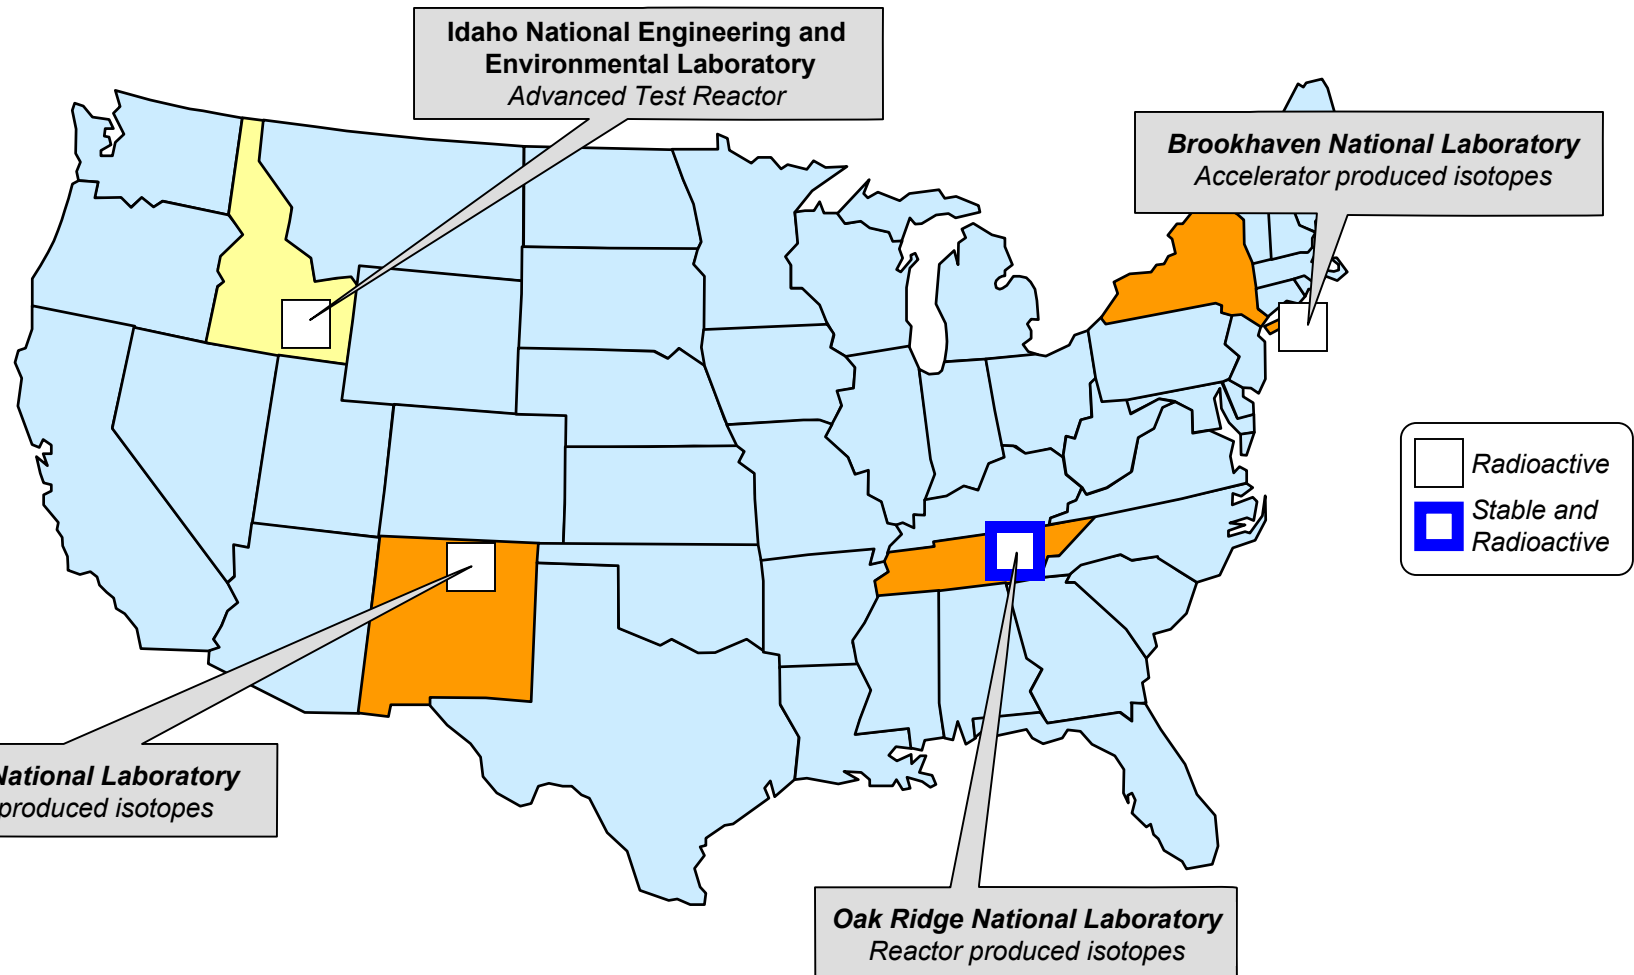 Idaho National Engineering and
Environmental Laboratory
Advanced Test Reactor
Brookhaven National Laboratory
Accelerator produced isotopes
Radioactive
Stable and
Radioactive
National Laboratory
produced isotopes
Oak Ridge National Laboratory
Reactor produced isotopes